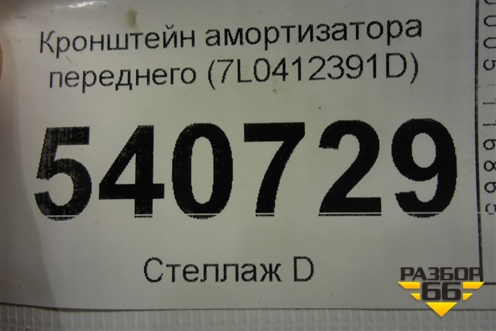 Кронштейн амортизатора
переднего (7L0412391D)
540729
Стеллаж D
РАЗБОР
66